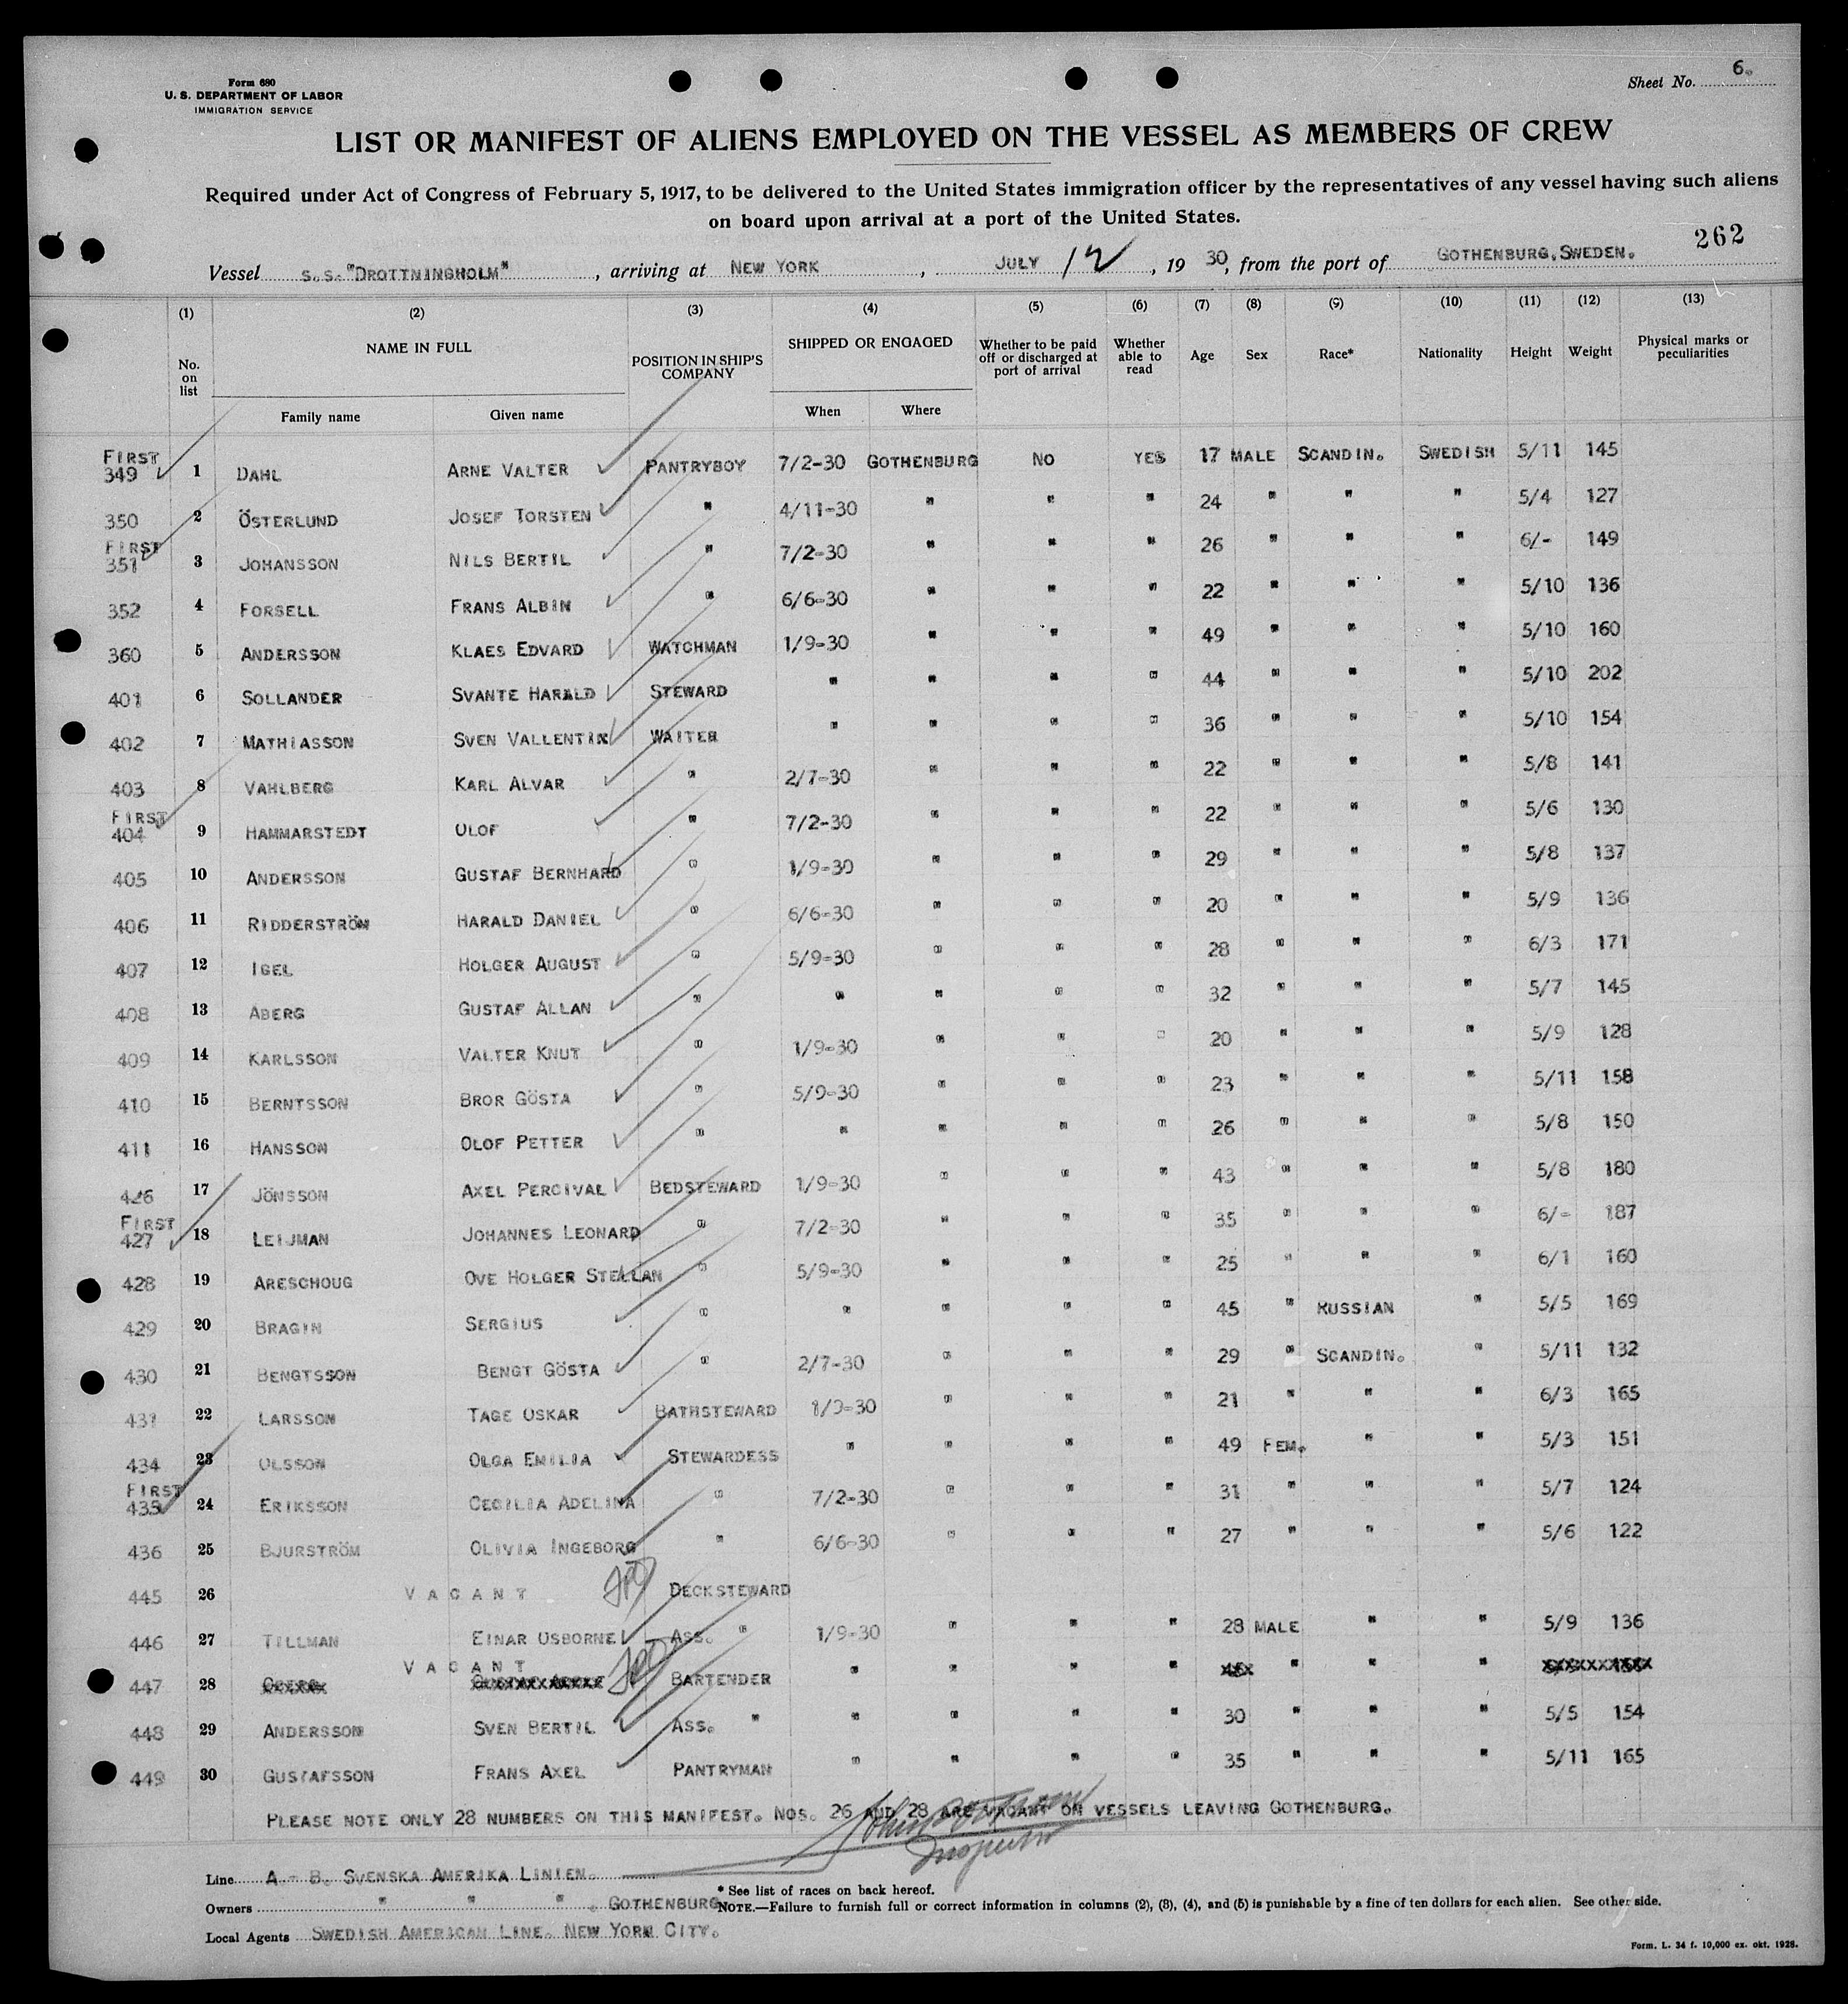 Form 680
U. S. DEPARTMENT OF LABOR
IMMIGRATION SERVICE
Sheet No. 6.
LIST OR MANIFEST OF ALIENS EMPLOYED ON THE VESSEL AS MEMBERS OF CREW
Required under Act of Congress of February 5, 1917, to be delivered to the United States immigration officer by the representatives of any vessel having such aliens
on board upon arrival at a port of the United States.
262
Vessel S.S. "DROTTNINGHOLM", arriving at NEW YORK, JULY 12, 1930, from the port of GOTHENBURG, SWEDEN.
(1) (2) (3) (4) (5) (6) (7) (8) (9) (10) (11) (12) (13)
No. on list NAME IN FULL POSITION IN SHIP'S COMPANY SHIPPED OR ENGAGED Whether to be paid off or discharged at port of arrival Whether able to read Age Sex Race* Nationality Height Weight Physical marks or peculiarities
Family name Given name When Where
FIRST
349 1 DAHL ARNE VALTER PANTRYBOY 7/2-30 GOTHENBURG NO YES 17 MALE SCANDIN. SWEDISH 5/11 145
350 2 ÖSTERLUND JOSEF TORSTEN " 4/11-30 " " " 24 " " " 5/4 127
FIRST
351 3 JOHANSSON NILS BERTIL " 7/2-30 " " " 26 " " " 6/- 149
352 4 FORSELL FRANS ALBIN " 6/6-30 " " " 22 " " " 5/10 136
360 5 ANDERSSON KLAES EDVARD WATCHMAN 1/9-30 " " " 49 " " " 5/10 160
401 6 SOLLANDER SVANTE HARALD STEWARD " " " " 44 " " " 5/10 202
402 7 MATHIASSON SVEN VALLENTIN WAITER " " " " 36 " " " 5/10 154
403 8 VAHLBERG KARL ALVAR " 2/7-30 " " " 22 " " " 5/8 141
FIRST
404 9 HAMMARSTEDT OLOF " 7/2-30 " " " 22 " " " 5/6 130
405 10 ANDERSSON GUSTAF BERNHARD " 1/9-30 " " " 29 " " " 5/8 137
406 11 RIDDERSTRÖM HARALD DANIEL " 6/6-30 " " " 20 " " " 5/9 136
407 12 IGEL HOLGER AUGUST " 5/9-30 " " " 28 " " " 6/3 171
408 13 ABERG GUSTAF ALLAN " " " " " 32 " " " 5/7 145
409 14 KARLSSON VALTER KNUT " 1/9-30 " " " 20 " " " 5/9 128
410 15 BERNTSSON BROR GÖSTA " 5/9-30 " " " 23 " " " 5/11 158
411 16 HANSSON OLOF PETTER " " " " " 26 " " " 5/8 150
426 17 JÖNSSON AXEL PERCIVAL BEDSTEWARD 1/9-30 " " " 43 " " " 5/8 180
FIRST
427 18 LEIJMAN JOHANNES LEONARD " 7/2-30 " " " 35 " " " 6/- 187
428 19 ARESCHOUG OVE HOLGER STELLAN " 5/9-30 " " " 25 " " " 6/1 160
429 20 BRAGIN SERGIUS " " " " " 45 " RUSSIAN " 5/5 169
430 21 BENGTSSON BENGT GÖSTA " 2/7-30 " " " 29 " SCANDIN. " 5/11 132
431 22 LARSSON TAGE OSKAR BATHSTEWARD 1/9-30 " " " 21 " " " 6/3 165
434 23 OLSSON OLGA EMILIA STEWARDESS " " " " 49 FEM. " " 5/3 151
FIRST
435 24 ERIKSSON CECILIA ADELINA " 7/2-30 " " " 31 " " " 5/7 124
436 25 BJURSTRÖM OLIVIA INGEBORG " 6/6-30 " " " 27 " " " 5/6 122
445 26 VACANT DECKSTEWARD
446 27 TILLMAN EINAR OSBORNE ASS. " 1/9-30 " " " 28 MALE " " 5/9 136
VACANT
447 28 BARTENDER " " " " " " "
448 29 ANDERSSON SVEN BERTIL ASS. " " " " " 30 " " " 5/5 154
449 30 GUSTAFSSON FRANS AXEL PANTRYMAN " " " " 35 " " " 5/11 165
PLEASE NOTE ONLY 28 NUMBERS ON THIS MANIFEST. NOS. 26 AND 28 ARE VACANT ON VESSELS LEAVING GOTHENBURG.
Inspector
Line A - B. SVENSKA AMERIKA LINIEN.
Owners " " " . GOTHENBURG
Local Agents SWEDISH AMERICAN LINE. NEW YORK CITY.
* See list of races on back hereof.
NOTE.—Failure to furnish full or correct information in columns (2), (3), (4), and (5) is punishable by a fine of ten dollars for each alien. See other side.
Form. L. 34 f. 10,000 ex. okt. 1928.